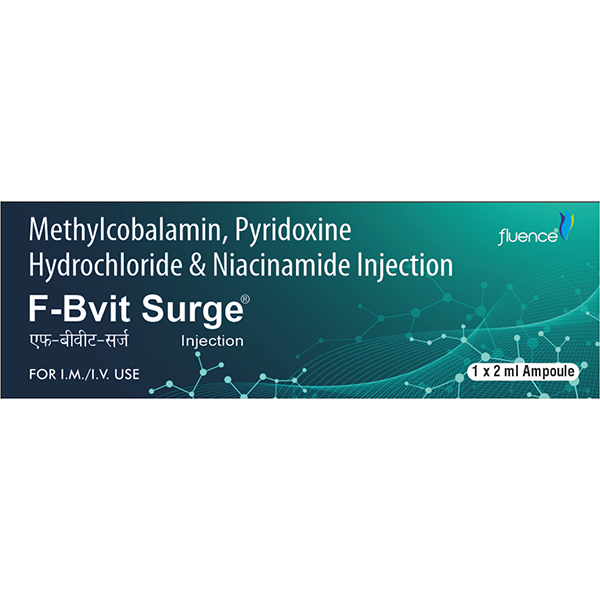 Methylcobalamin, Pyridoxine
Hydrochloride & Niacinamide Injection
fluence®
F-Bvit Surge®
एफ-बीवीट-सर्ज Injection
FOR I.M./I.V. USE
1 x 2 ml Ampoule